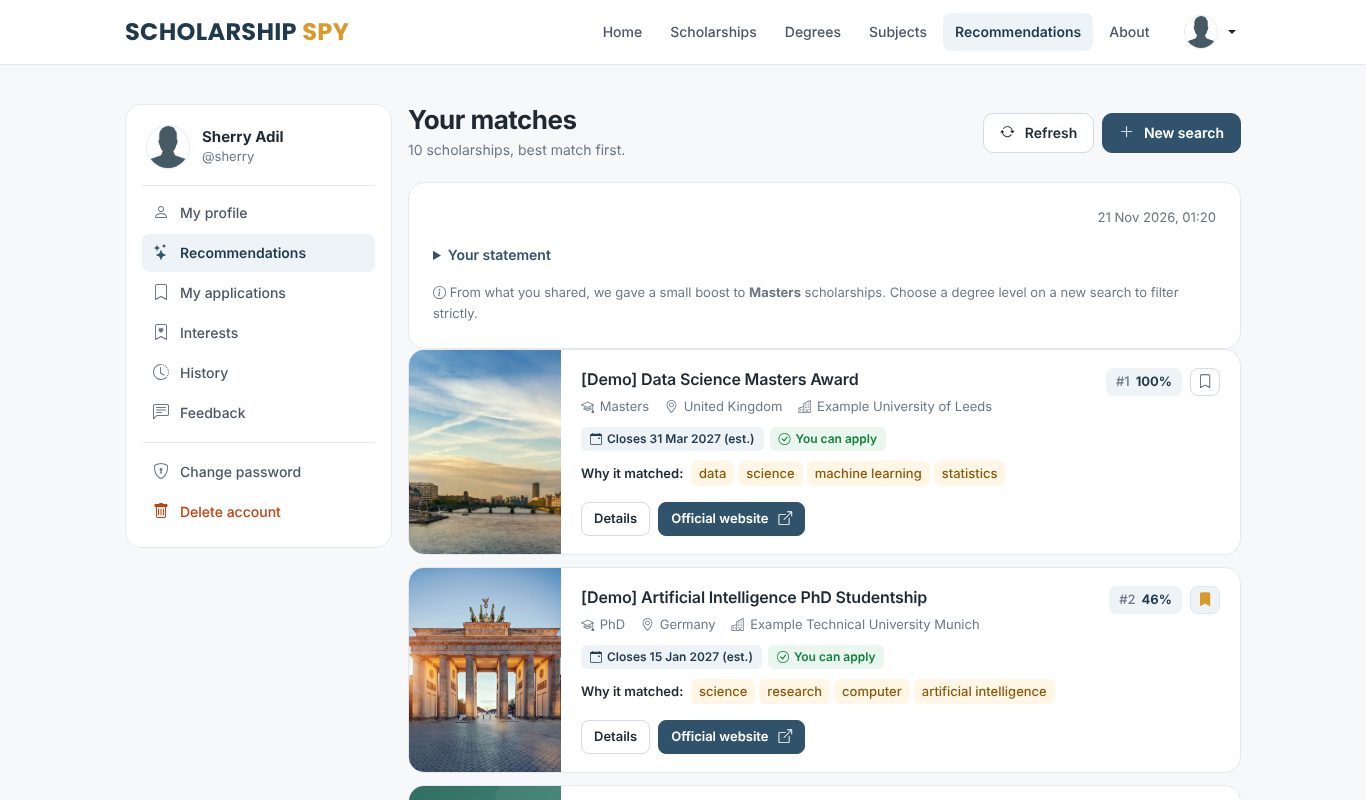 SCHOLARSHIP SPY
Home Scholarships Degrees Subjects Recommendations About
Sherry Adil
@sherry
My profile
Recommendations
My applications
Interests
History
Feedback
Change password
Delete account
Your matches
10 scholarships, best match first.
Refresh
New search
21 Nov 2026, 01:20
Your statement
From what you shared, we gave a small boost to Masters scholarships. Choose a degree level on a new search to filter
strictly.
[Demo] Data Science Masters Award
#1 100%
Masters United Kingdom Example University of Leeds
Closes 31 Mar 2027 (est.) You can apply
Why it matched: data science machine learning statistics
Details Official website
[Demo] Artificial Intelligence PhD Studentship
#2 46%
PhD Germany Example Technical University Munich
Closes 15 Jan 2027 (est.) You can apply
Why it matched: science research computer artificial intelligence
Details Official website